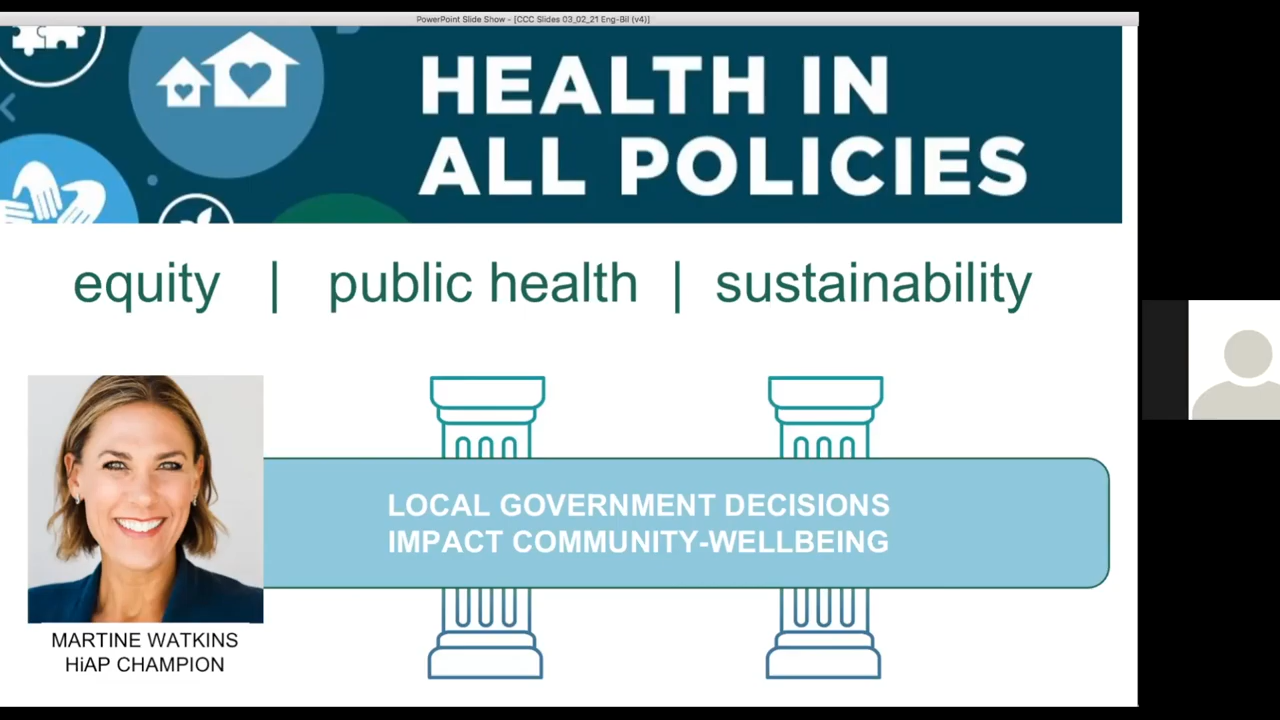 PowerPoint Slide Show - [CCC Slides 03_02_21 Eng-Bil (v4)]
HEALTH IN
ALL POLICIES
equity | public health | sustainability
LOCAL GOVERNMENT DECISIONS
IMPACT COMMUNITY-WELLBEING
MARTINE WATKINS
HiAP CHAMPION